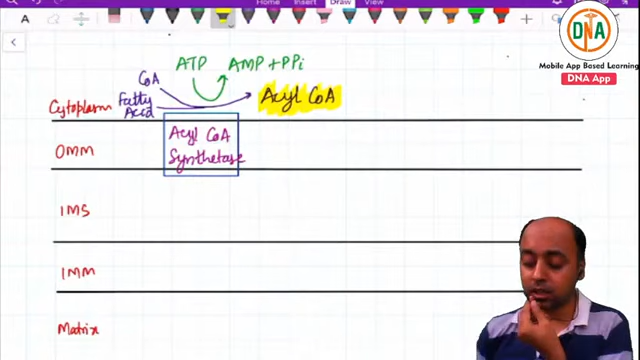 Home
Insert
Draw
View
A
DNA
Mobile App Based Learning
DNA App
ATP
AMP + PPi
CoA
Fatty
Acid
Acyl CoA
Cytoplasm
Acyl CoA
Synthetase
OMM
IMS
IMM
Matrix